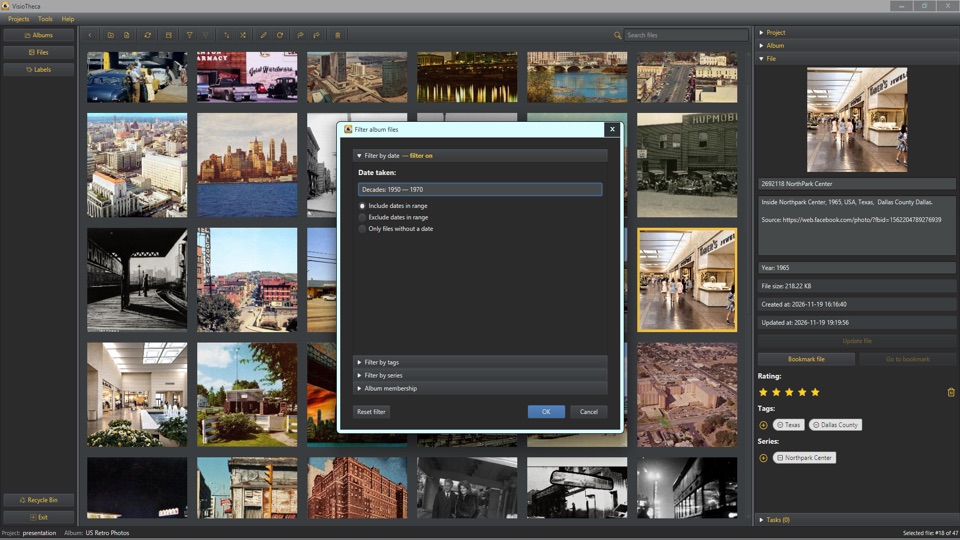 VisioTheca
Projects Tools Help
Albums
Files
Labels
Search files
Filter album files
Filter by date — filter on
Date taken:
Decades: 1950 — 1970
Include dates in range
Exclude dates in range
Only files without a date
Filter by tags
Filter by series
Album membership
Reset filter
OK
Cancel
Project
Album
File
2692118 NorthPark Center
Inside Northpark Center, 1965, USA, Texas, Dallas County Dallas.
Source: https://web.facebook.com/photo/?fbid=1562204789276939
Year: 1965
File size: 218.22 KB
Created at: 2026-11-19 16:16:40
Updated at: 2026-11-19 19:19:56
Update file
Bookmark file
Go to bookmark
Rating:
Tags:
Texas
Dallas County
Series:
Northpark Center
Tasks (0)
Recycle Bin
Exit
Project: presentation Album: US Retro Photos
Selected file: #18 of 47
HUPMOBILE